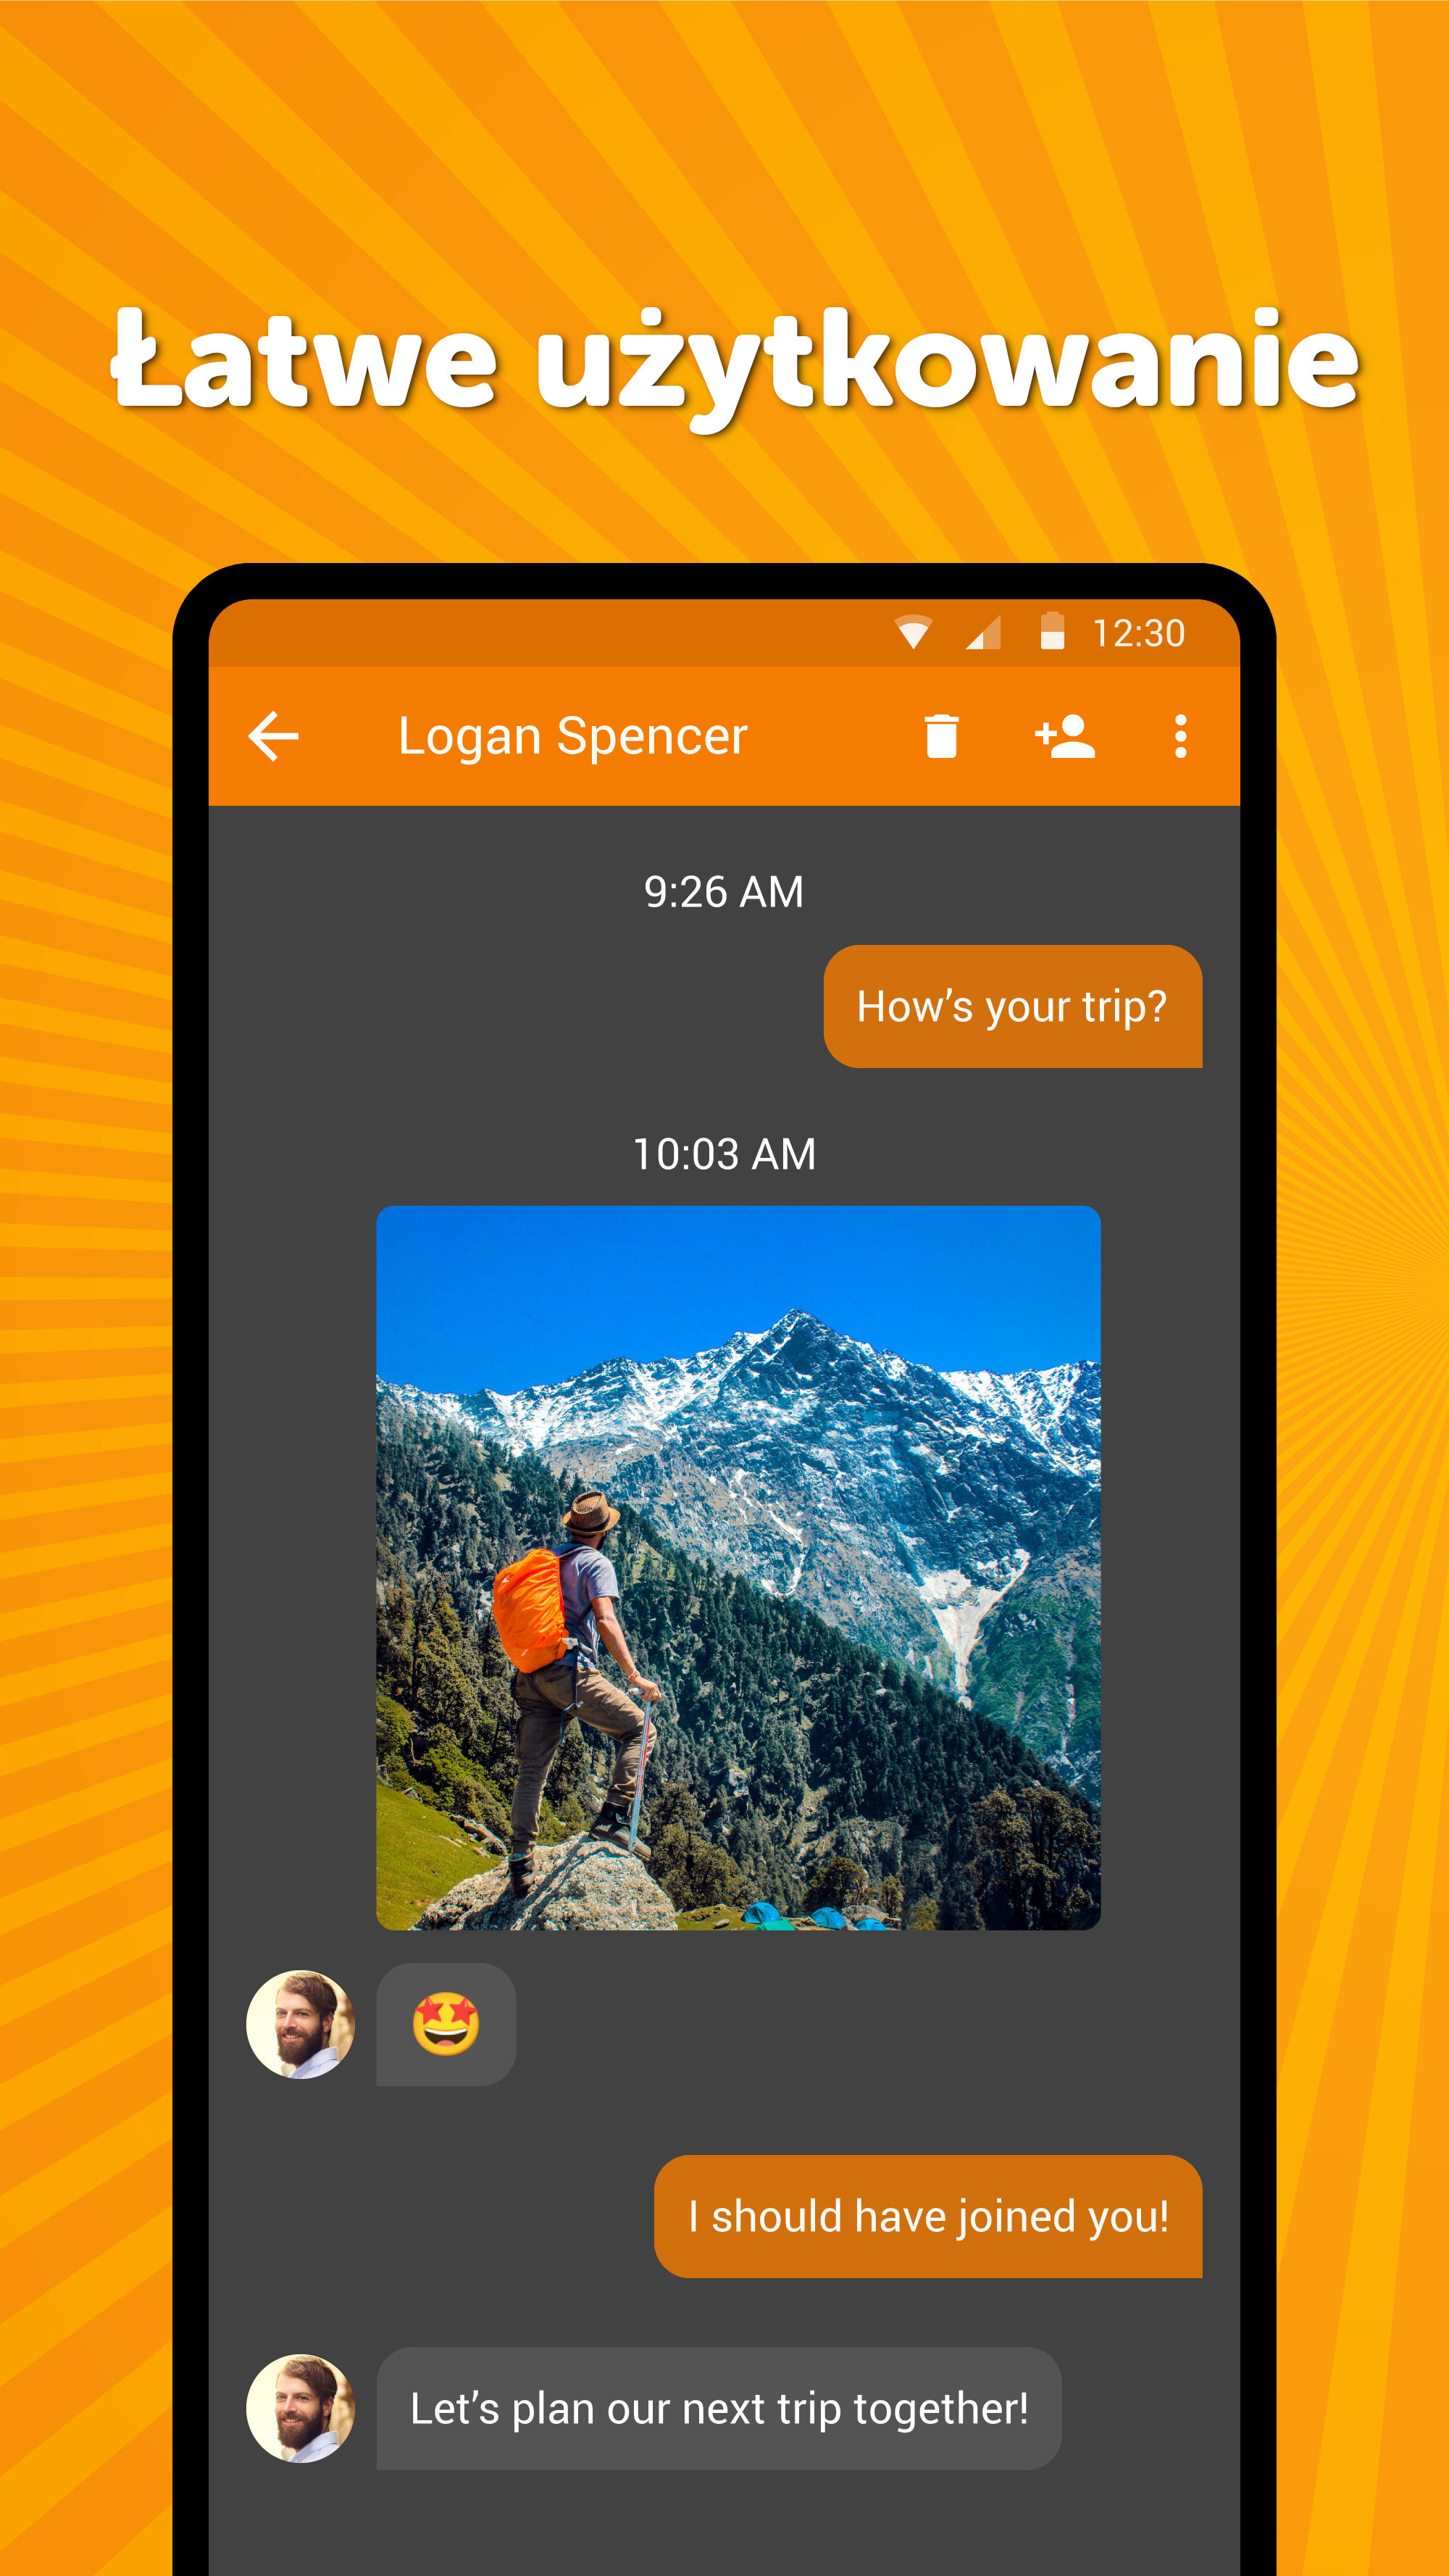 Łatwe użytkowanie
12:30
Logan Spencer
9:26 AM
How’s your trip?
10:03 AM
I should have joined you!
Let’s plan our next trip together!